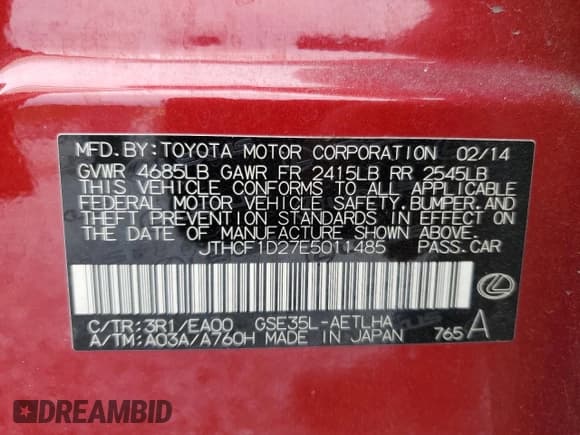 MFD. BY: TOYOTA MOTOR CORPORATION 02/14
GVWR 4685LB GAWR FR 2415LB RR 2545LB
THIS VEHICLE CONFORMS TO ALL APPLICABLE
FEDERAL MOTOR VEHICLE SAFETY, BUMPER, AND
THEFT PREVENTION STANDARDS IN EFFECT ON
THE DATE OF MANUFACTURE SHOWN ABOVE.
JTHCF1D27E5011485 PASS. CAR
C/TR: 3R1/EA00 GSE35L-AETLHA
A/TM: A03A/A760H MADE IN JAPAN 765 A
DREAMBID